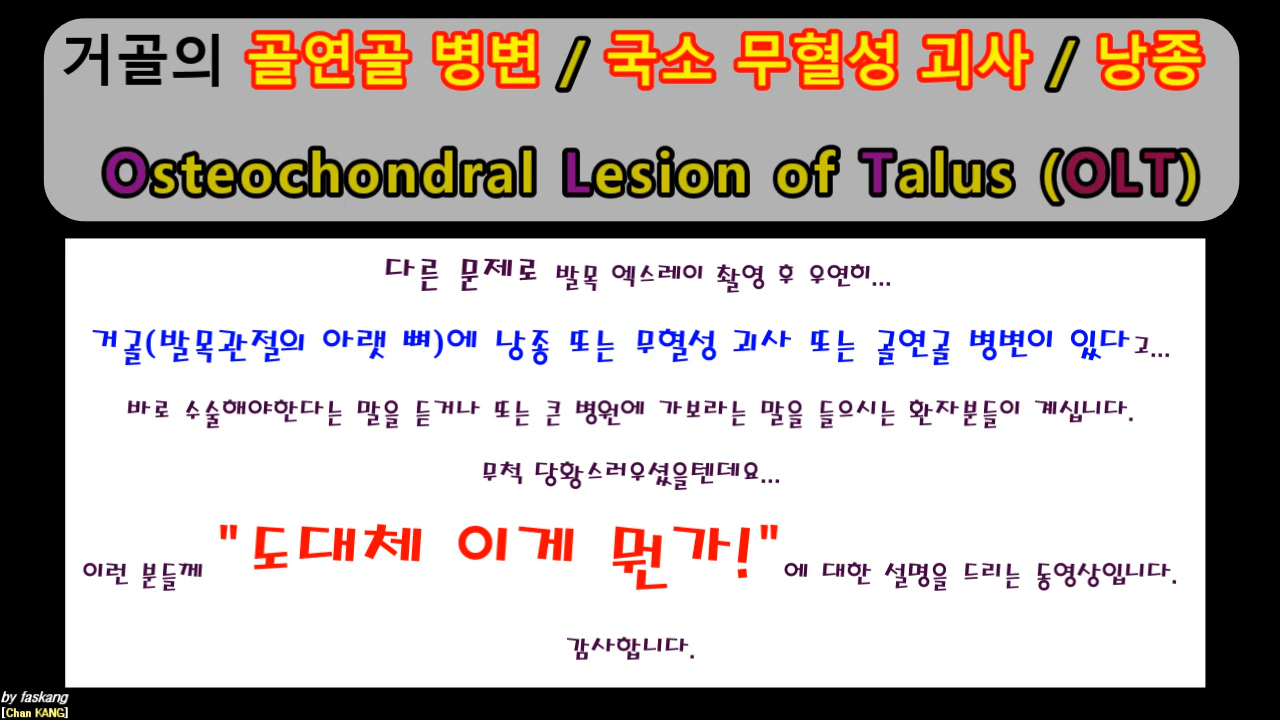 거골의 골연골 병변 / 국소 무혈성 괴사 / 낭종
Osteochondral Lesion of Talus (OLT)
다른 문제로 발목 엑스레이 촬영 후 우연히...
거골(발목관절의 아랫 뼈)에 낭종 또는 무혈성 괴사 또는 골연골 병변이 있다고...
바로 수술해야한다는 말을 듣거나 또는 큰 병원에 가보라는 말을 들으시는 환자분들이 계십니다.
무척 당황스러우셨을텐데요...
이런 분들께 "도대체 이게 뭔가!" 에 대한 설명을 드리는 동영상입니다.
감사합니다.
by faskang
[Chan KANG]